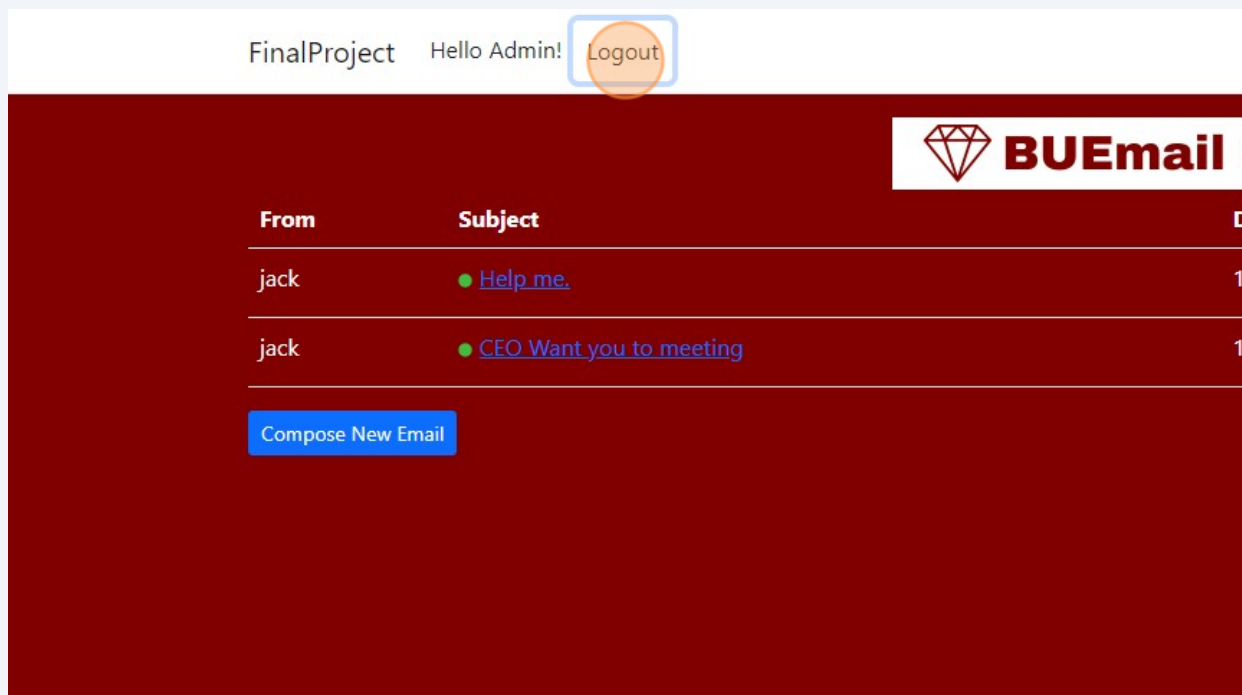 FinalProject Hello Admin! Logout
BUEmail
From Subject
jack Help me.
jack CEO Want you to meeting
Compose New Email